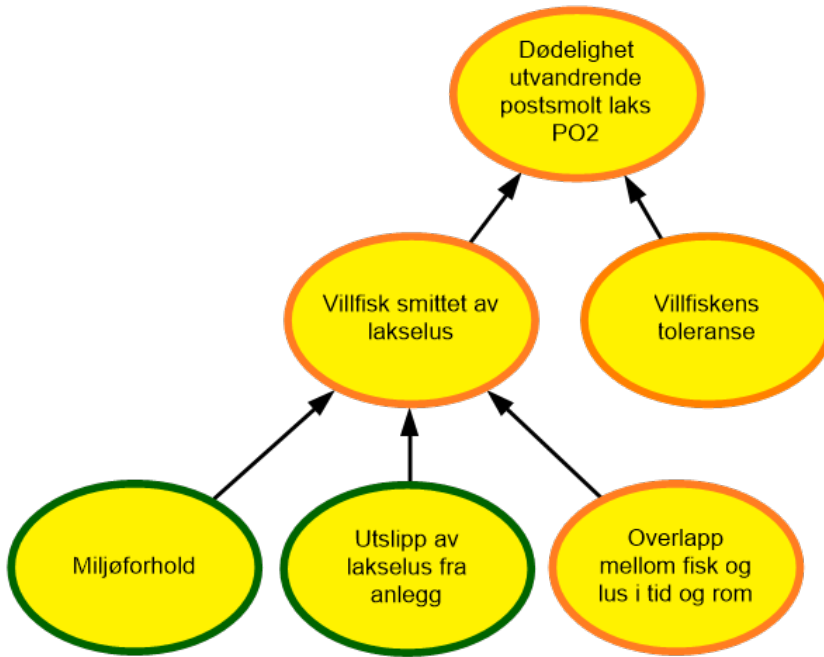 Dødelighet
utvandrende
postsmolt laks
PO2
Villfisk smittet av
lakselus
Villfiskens
toleranse
Miljøforhold
Utslipp av
lakselus fra
anlegg
Overlapp
mellom fisk og
lus i tid og rom